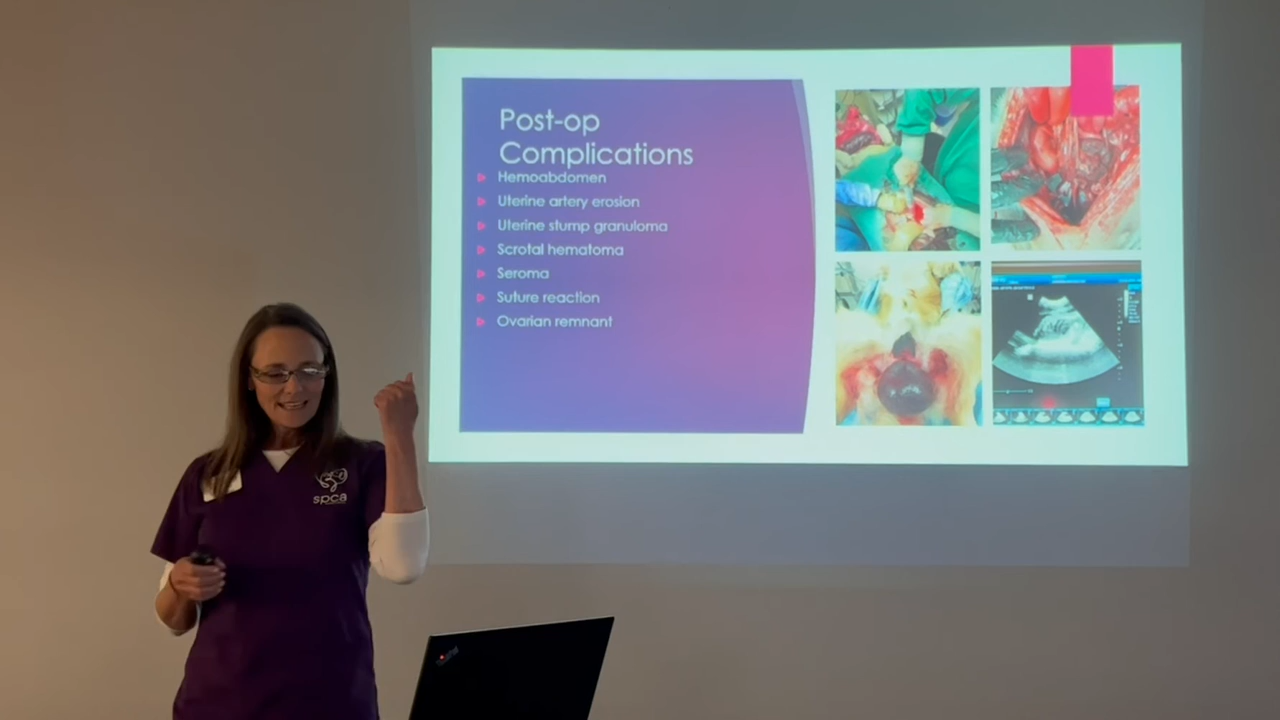 Post-op
Complications
Hemoabdomen
Uterine artery erosion
Uterine stump granuloma
Scrotal hematoma
Seroma
Suture reaction
Ovarian remnant
spca